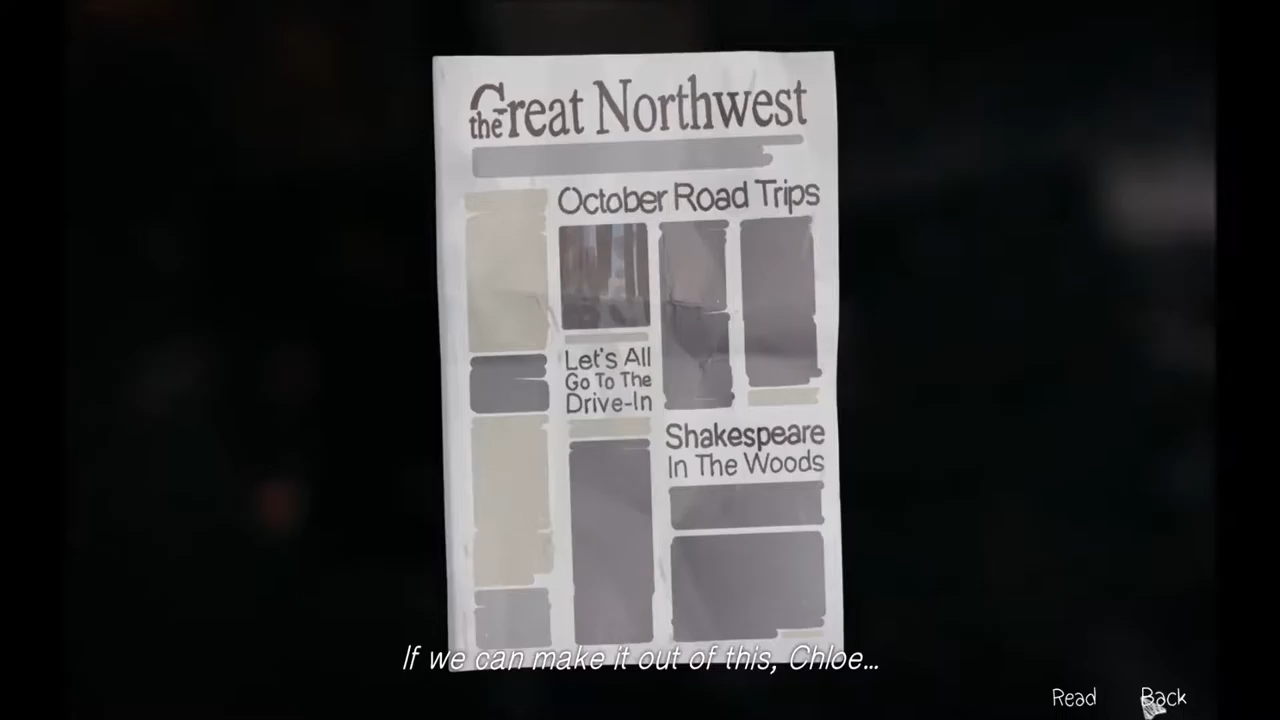 the Great Northwest
October Road Trips
Let's All
Go To The
Drive-In
Shakespeare
In The Woods
If we can make it out of this, Chloe...
Read Back